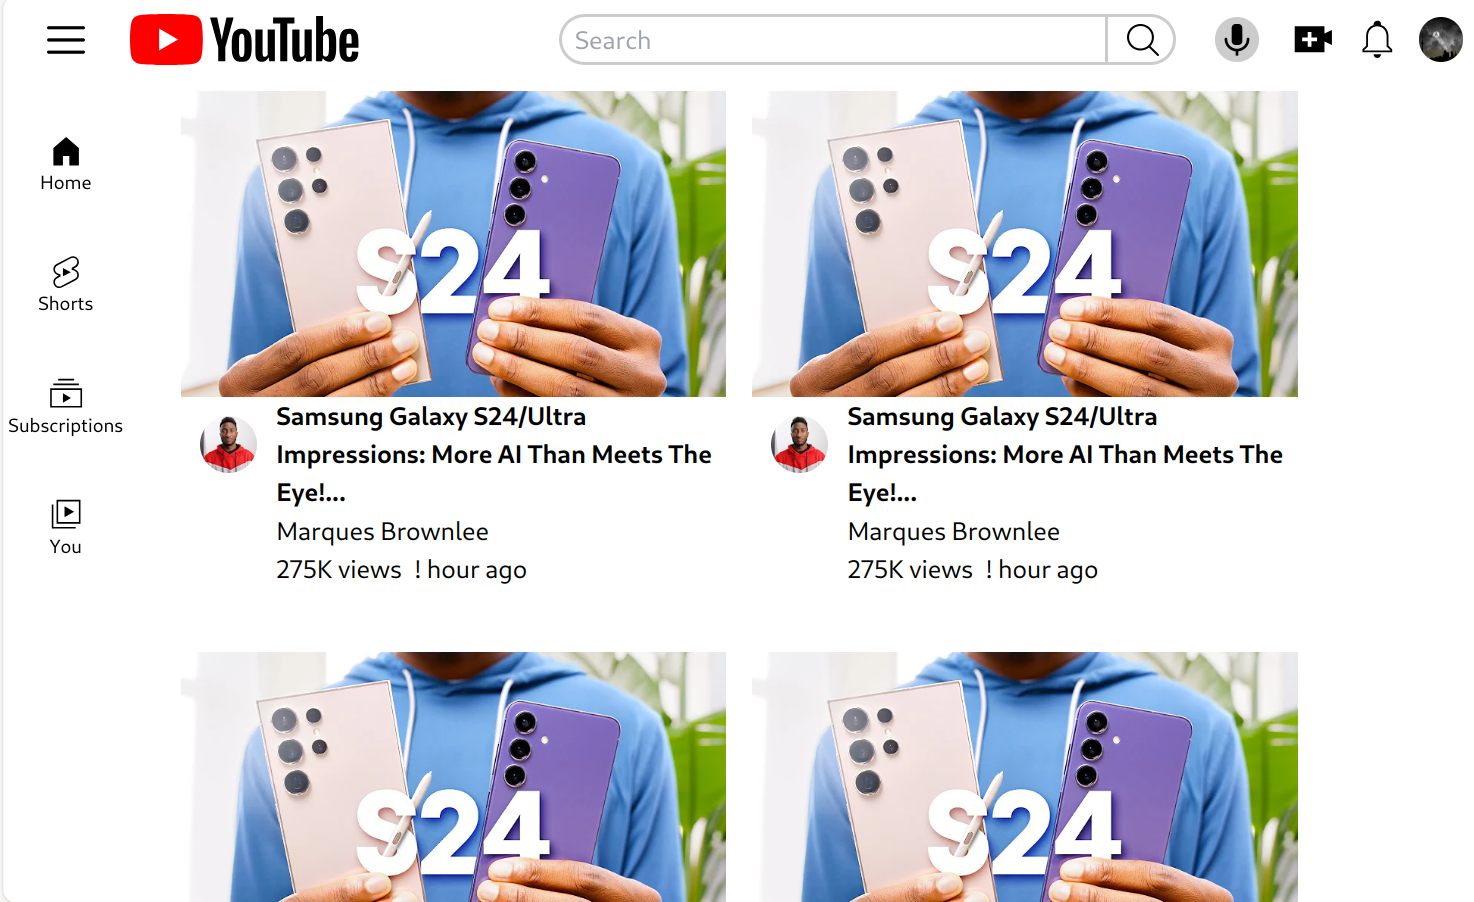 YouTube
Search
Home
Shorts
Subscriptions
You
S24
Samsung Galaxy S24/Ultra
Impressions: More AI Than Meets The
Eye!...
Marques Brownlee
275K views ! hour ago
S24
Samsung Galaxy S24/Ultra
Impressions: More AI Than Meets The
Eye!...
Marques Brownlee
275K views ! hour ago
S24
S24